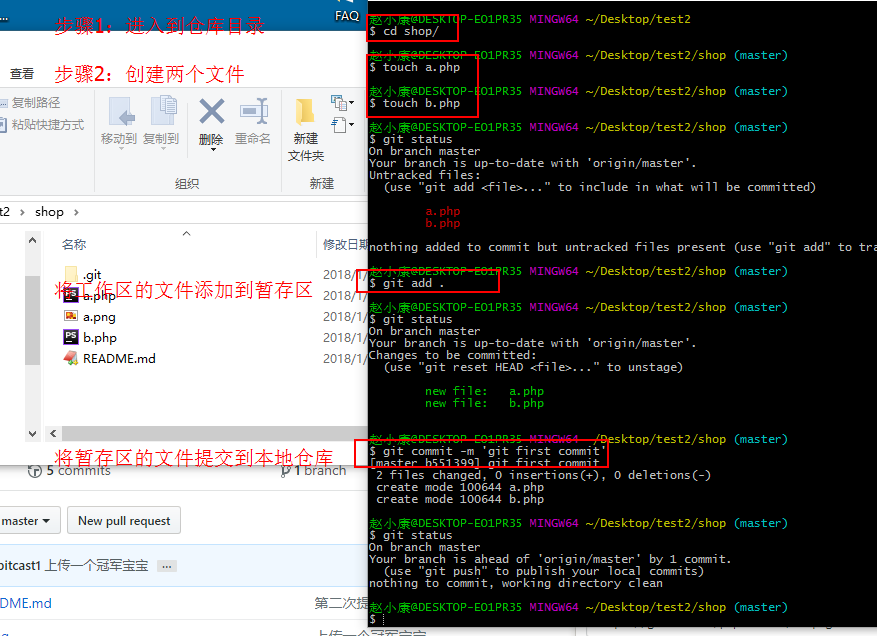 FAQ
步骤1：进入到仓库目录
查看
步骤2：创建两个文件
复制路径
粘贴快捷方式
移动到
复制到
删除
重命名
新建
文件夹
组织
新建
t2 > shop >
名称
修改日期
.git
2018/1/
将工作区的文件添加到暂存区
a.php
2018/1/
a.png
2018/1/
b.php
2018/1/
README.md
2018/1/
将暂存区的文件提交到本地仓库
5 commits
1 branch
master
New pull request
bitcast1 上传一个冠军宝宝 ...
DME.md
第二次提
上传一个冠军宝宝
赵小康@DESKTOP-EO1PR35 MINGW64 ~/Desktop/test2
$ cd shop/
赵小康@DESKTOP-EO1PR35 MINGW64 ~/Desktop/test2/shop (master)
$ touch a.php
赵小康@DESKTOP-EO1PR35 MINGW64 ~/Desktop/test2/shop (master)
$ touch b.php
赵小康@DESKTOP-EO1PR35 MINGW64 ~/Desktop/test2/shop (master)
$ git status
On branch master
Your branch is up-to-date with 'origin/master'.
Untracked files:
(use "git add <file>..." to include in what will be committed)
a.php
b.php
nothing added to commit but untracked files present (use "git add" to tra
赵小康@DESKTOP-EO1PR35 MINGW64 ~/Desktop/test2/shop (master)
$ git add .
赵小康@DESKTOP-EO1PR35 MINGW64 ~/Desktop/test2/shop (master)
$ git status
On branch master
Your branch is up-to-date with 'origin/master'.
Changes to be committed:
(use "git reset HEAD <file>..." to unstage)
new file:   a.php
new file:   b.php
赵小康@DESKTOP-EO1PR35 MINGW64 ~/Desktop/test2/shop (master)
$ git commit -m 'git first commit'
[master b551399] git first commit
2 files changed, 0 insertions(+), 0 deletions(-)
create mode 100644 a.php
create mode 100644 b.php
赵小康@DESKTOP-EO1PR35 MINGW64 ~/Desktop/test2/shop (master)
$ git status
On branch master
Your branch is ahead of 'origin/master' by 1 commit.
(use "git push" to publish your local commits)
nothing to commit, working directory clean
赵小康@DESKTOP-EO1PR35 MINGW64 ~/Desktop/test2/shop (master)
$